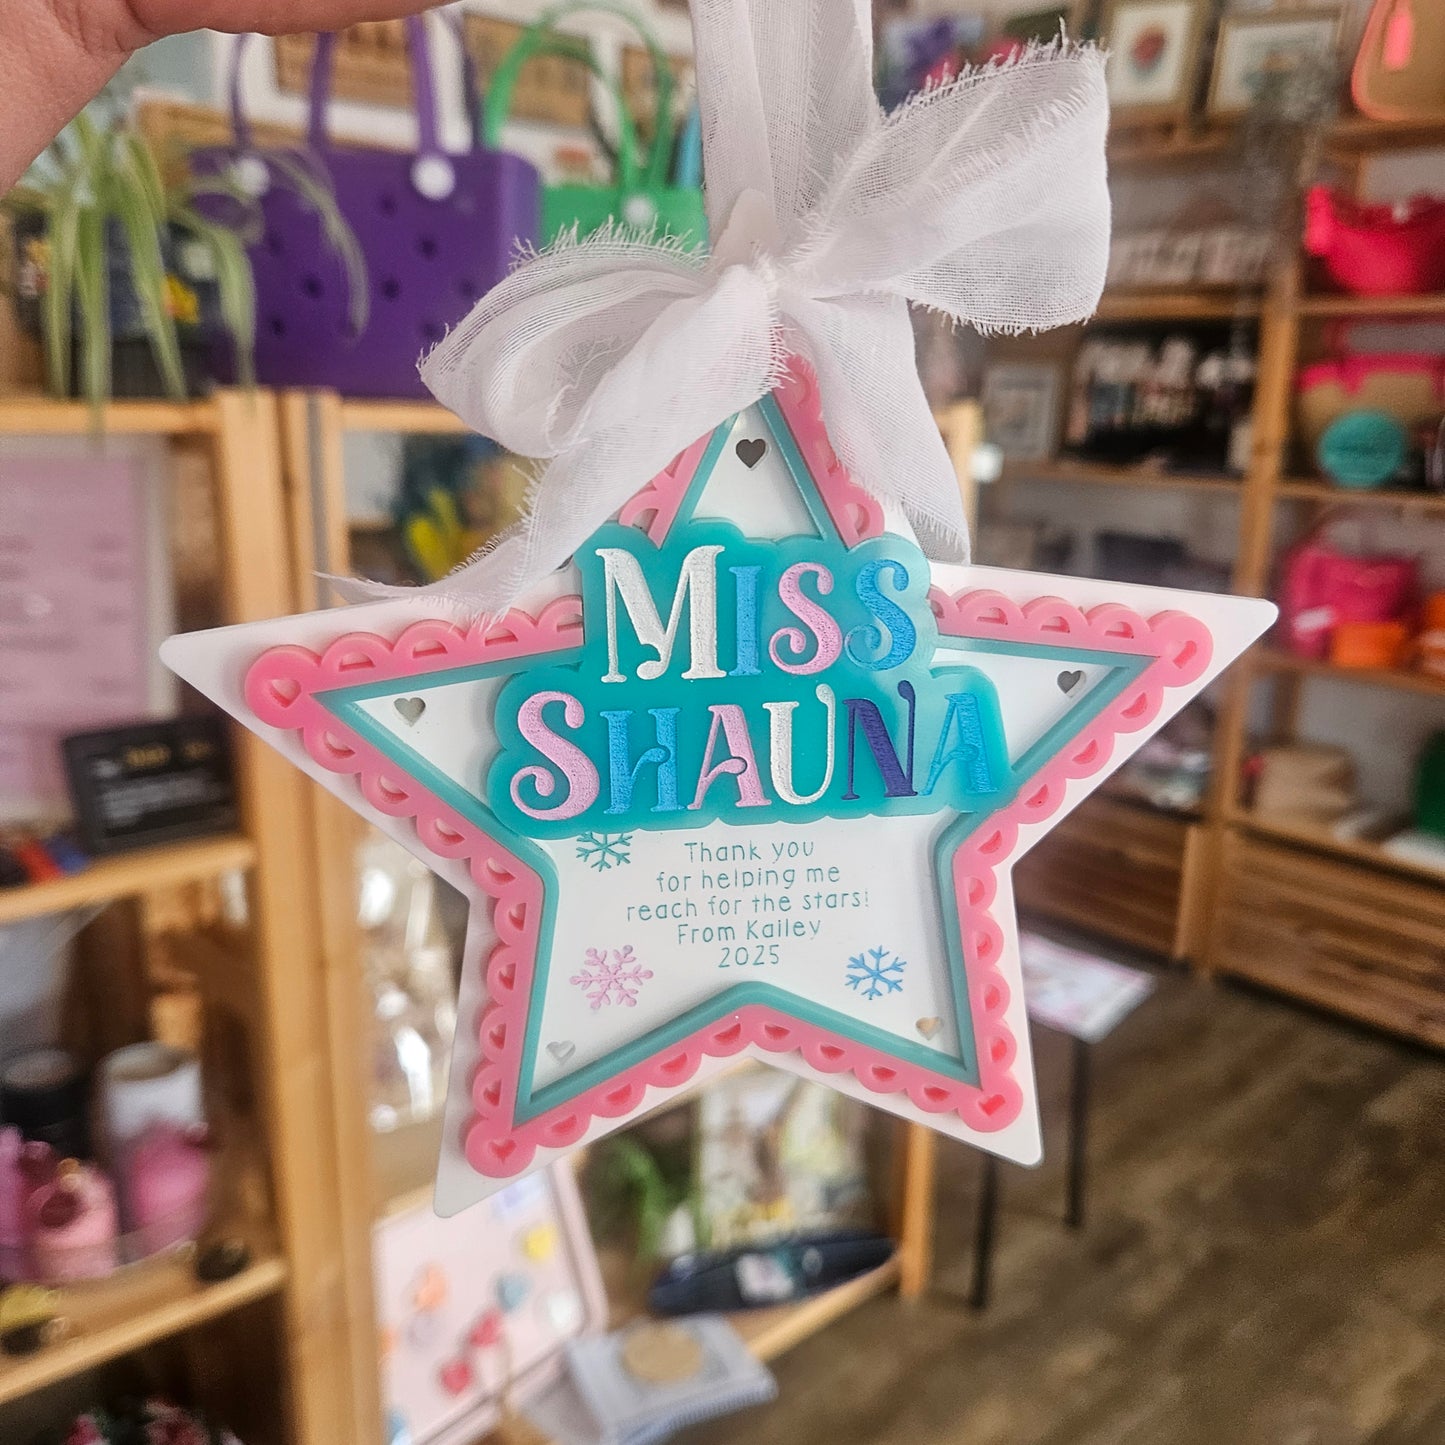 MISS
SHAUNA
Thank you
for helping me
reach for the stars!
From Kailey
2025